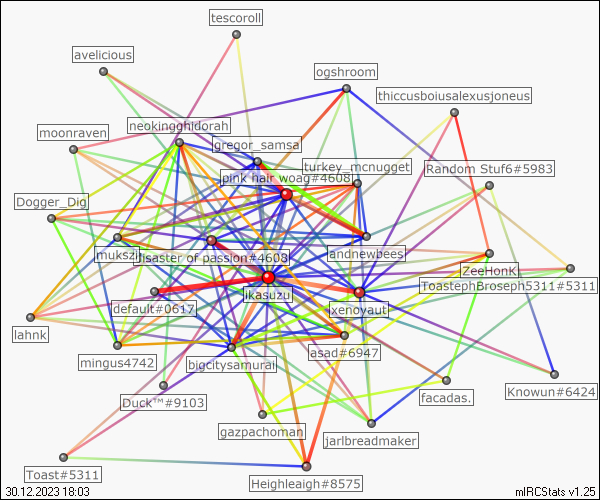 tescoroll
avelicious
ogshroom
thiccusboiusalexusjoneus
moonraven
neokingghidorah
gregor_samsa
turkey_mcnugget
Random Stuf6#5983
pink hair woag#4608
Dogger_Dig
mukszi
disaster of passion#4608
andnewbees
ZeeHonK
ToastephBroseph5311#5311
ikasuzul
default#0617
xenovaut
lahnk
mingus4742
bigcitysamurai
asad#6947
Duck™#9103
facadas.
Knowun#6424
gazpachoman
jarlbreadmaker
Toast#5311
Heighleaigh#8575
30.12.2023 18:03
mIRCStats v1.25